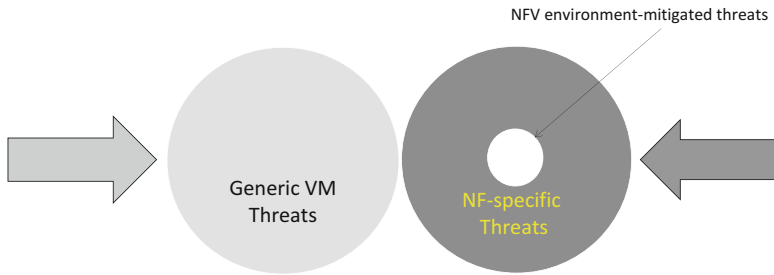 NFV environment-mitigated threats
Generic VM
Threats
NF-specific
Threats